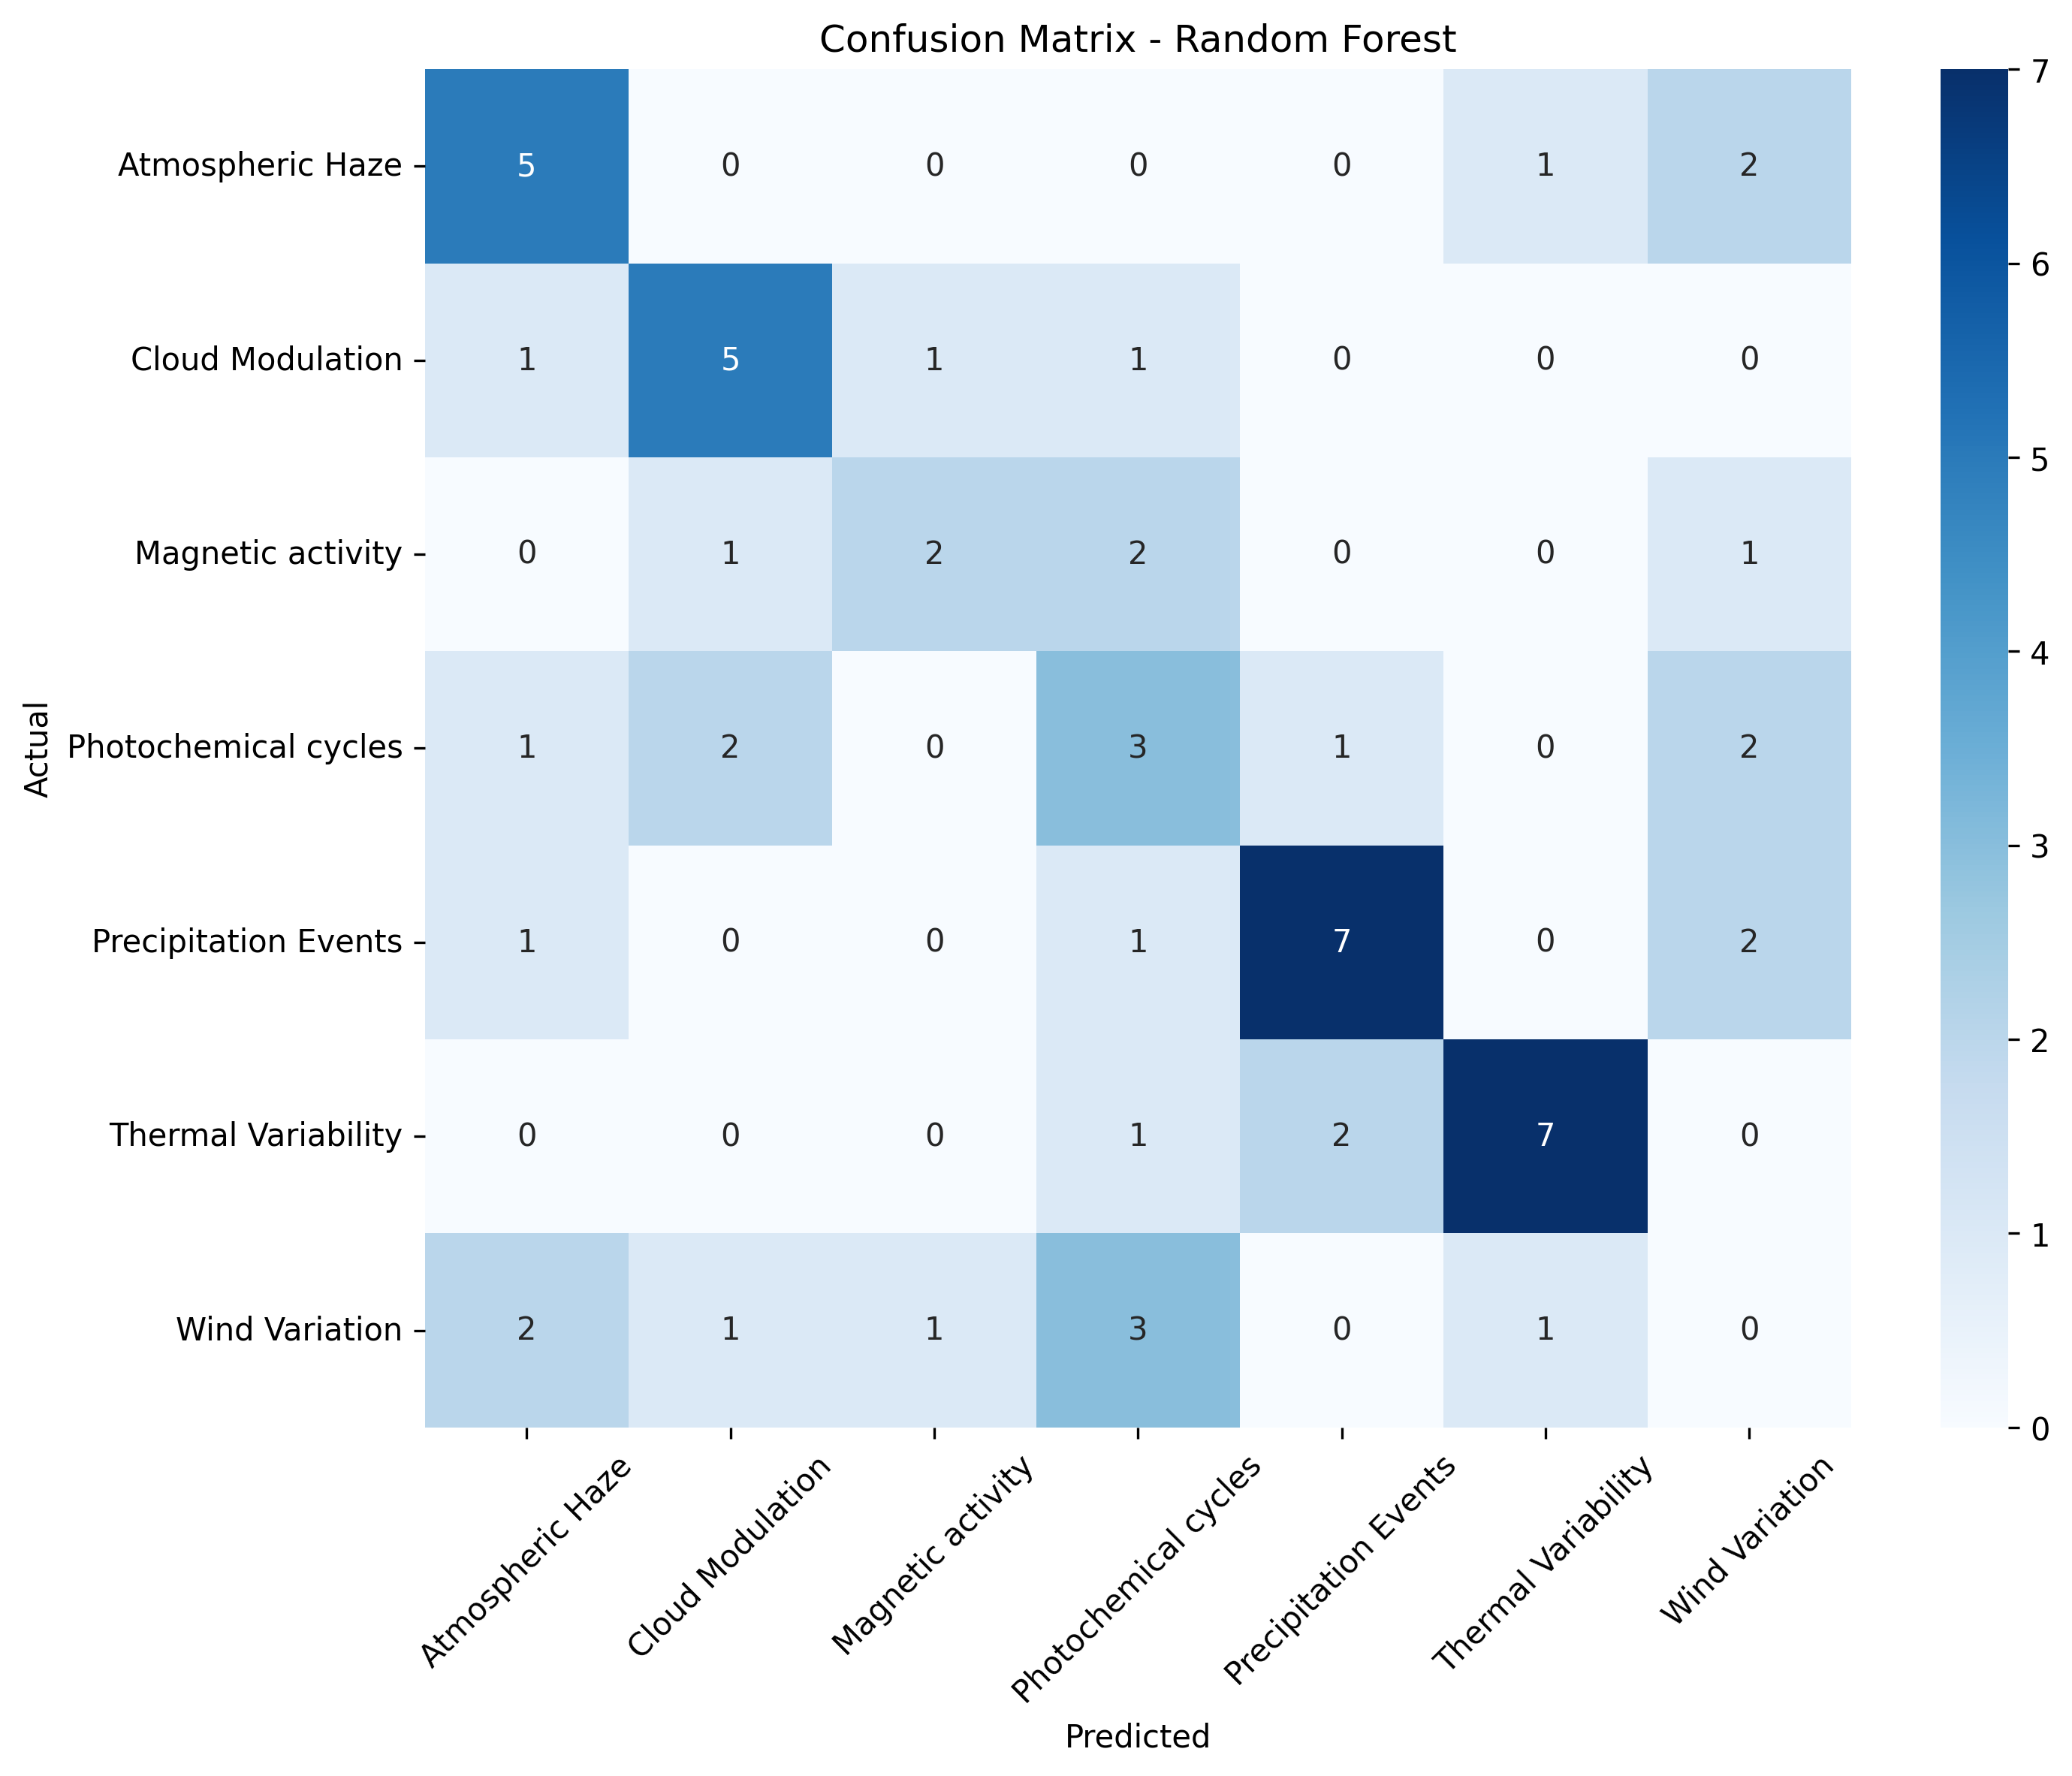 Confusion Matrix - Random Forest
Atmospheric Haze 5 0 0 0 0 1 2
Cloud Modulation 1 5 1 1 0 0 0
Magnetic activity 0 1 2 2 0 0 1
Photochemical cycles 1 2 0 3 1 0 2
Precipitation Events 1 0 0 1 7 0 2
Thermal Variability 0 0 0 1 2 7 0
Wind Variation 2 1 1 3 0 1 0
Actual
Atmospheric Haze
Cloud Modulation
Magnetic activity
Photochemical cycles
Precipitation Events
Thermal Variability
Wind Variation
Predicted
7
6
5
4
3
2
1
0